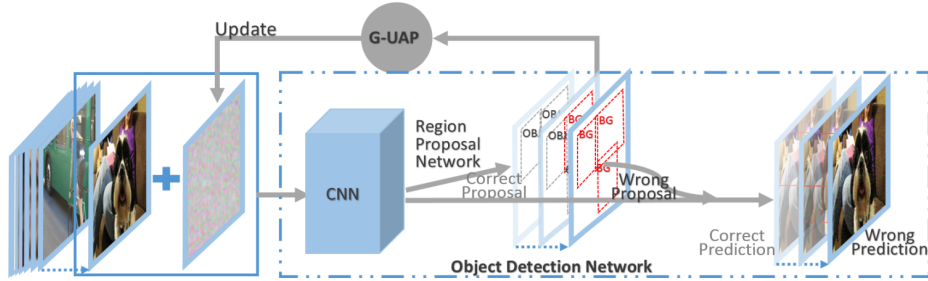 Update
G-UAP
Region
Proposal
Network
CNN
Correct
Proposal
OB
OB
BG
BG
BG
BG
Wrong
Proposal
Correct
Prediction
Wrong
Prediction
Object Detection Network